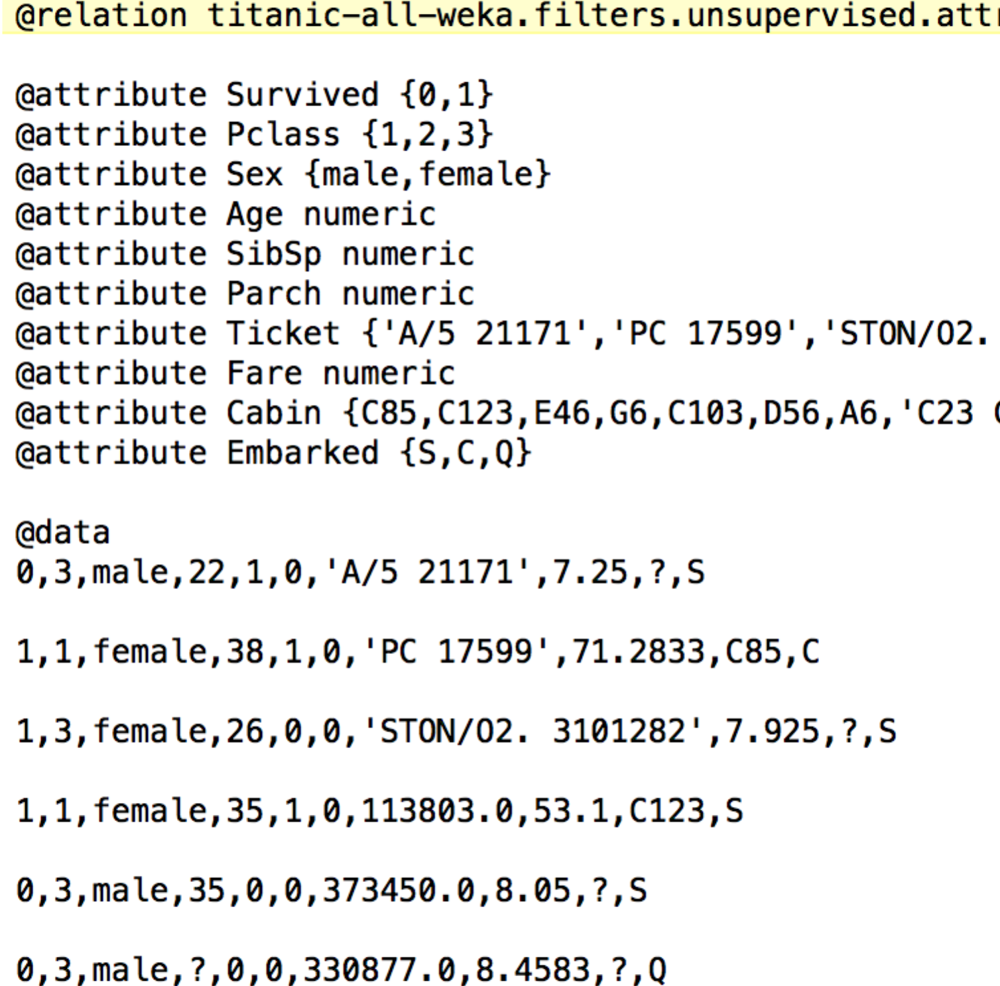 @relation titanic-all-weka.filters.unsupervised.att
@attribute Survived {0,1}
@attribute Pclass {1,2,3}
@attribute Sex {male,female}
@attribute Age numeric
@attribute SibSp numeric
@attribute Parch numeric
@attribute Ticket {'A/5 21171','PC 17599','STON/O2.
@attribute Fare numeric
@attribute Cabin {C85,C123,E46,G6,C103,D56,A6,'C23
@attribute Embarked {S,C,Q}
@data
0,3,male,22,1,0,'A/5 21171',7.25,?,S
1,1,female,38,1,0,'PC 17599',71.2833,C85,C
1,3,female,26,0,0,'STON/O2. 3101282',7.925,?,S
1,1,female,35,1,0,113803.0,53.1,C123,S
0,3,male,35,0,0,373450.0,8.05,?,S
0,3,male,?,0,0,330877.0,8.4583,?,Q